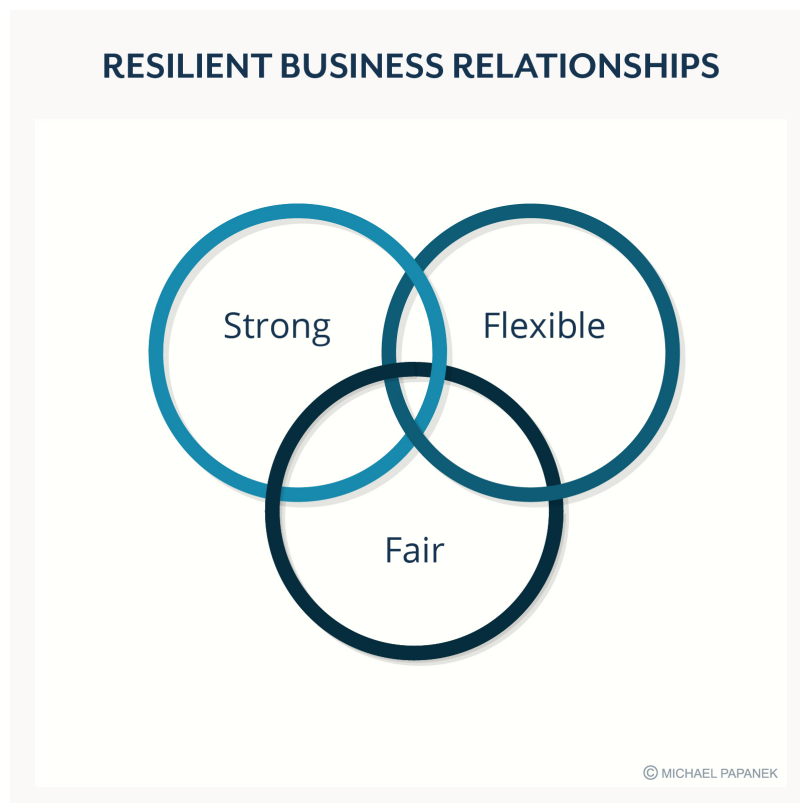 RESILIENT BUSINESS RELATIONSHIPS
Strong
Flexible
Fair
© MICHAEL PAPANEK